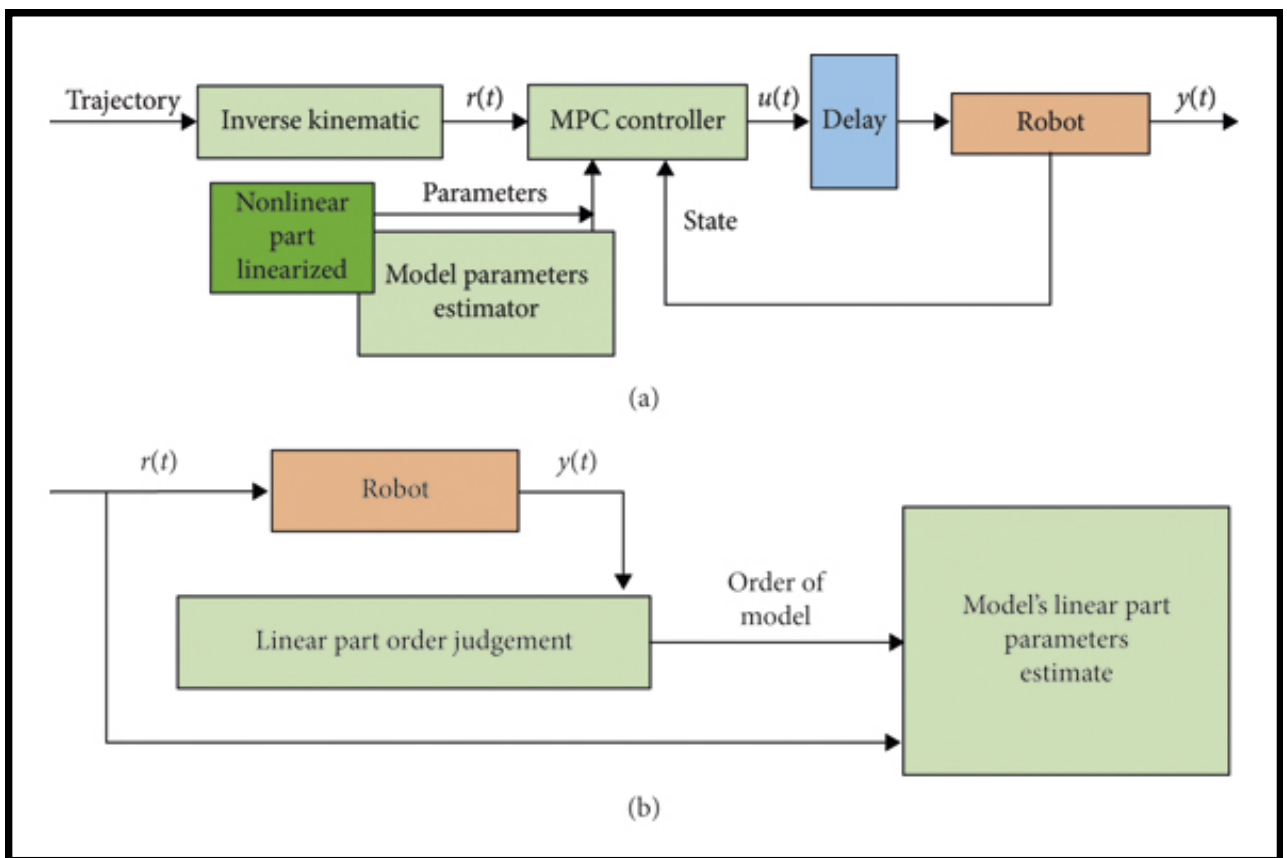 Trajectory
Inverse kinematic
r(t)
MPC controller
u(t)
Delay
Robot
y(t)
Nonlinear
part
linearized
Parameters
Model parameters
estimator
State
(a)
r(t)
Robot
y(t)
Linear part order judgement
Order of
model
Model's linear part
parameters
estimate
(b)